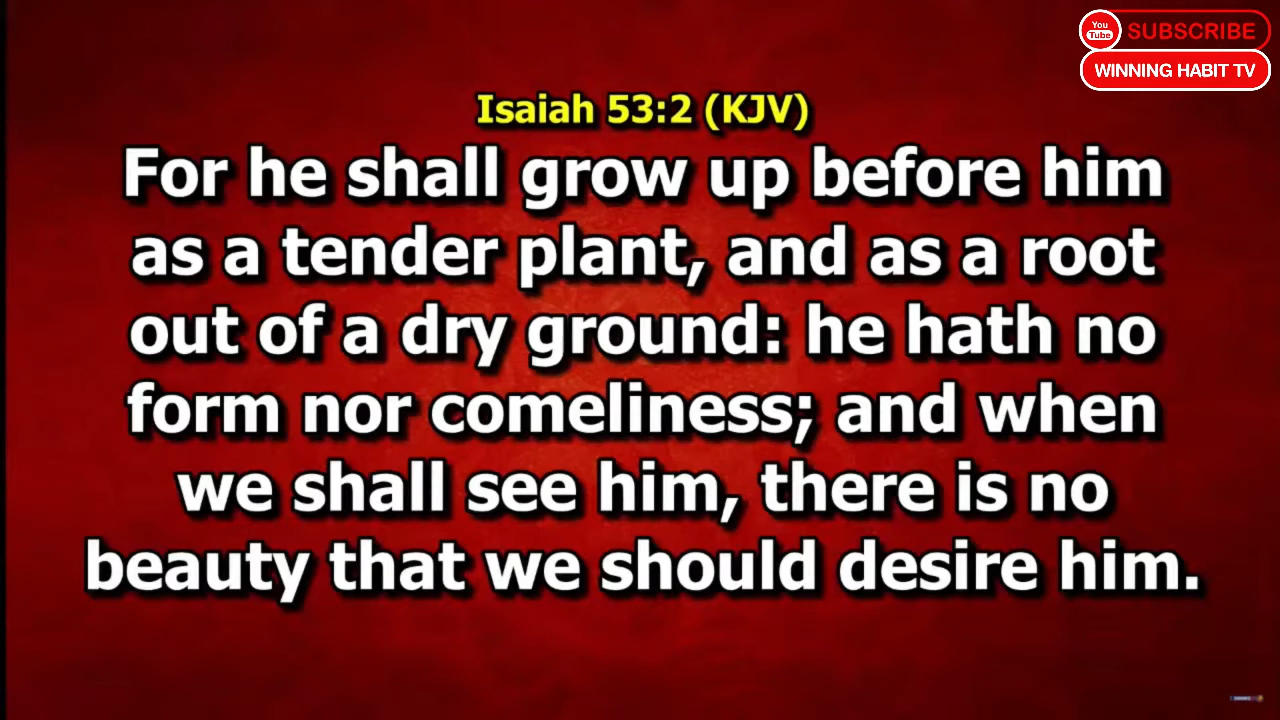 You
Tube
SUBSCRIBE
WINNING HABIT TV
Isaiah 53:2 (KJV)
For he shall grow up before him
as a tender plant, and as a root
out of a dry ground: he hath no
form nor comeliness; and when
we shall see him, there is no
beauty that we should desire him.